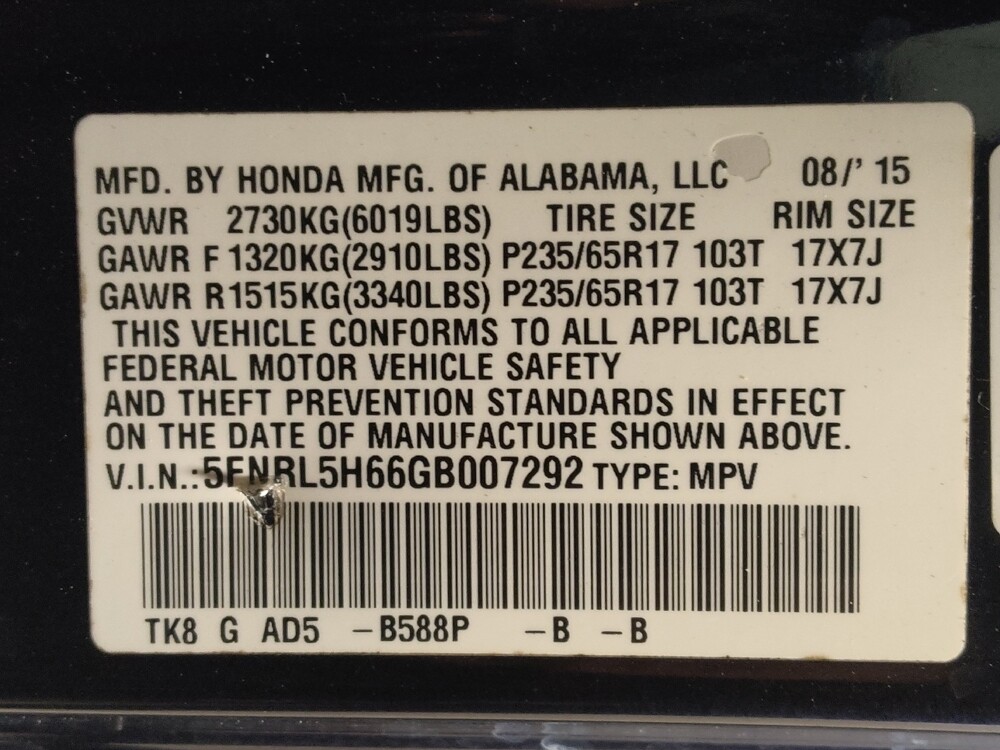 MFD. BY HONDA MFG. OF ALABAMA, LLC 08/' 15
GVWR 2730KG(6019LBS) TIRE SIZE RIM SIZE
GAWR F 1320KG(2910LBS) P235/65R17 103T 17X7J
GAWR R1515KG(3340LBS) P235/65R17 103T 17X7J
THIS VEHICLE CONFORMS TO ALL APPLICABLE
FEDERAL MOTOR VEHICLE SAFETY
AND THEFT PREVENTION STANDARDS IN EFFECT
ON THE DATE OF MANUFACTURE SHOWN ABOVE.
V.I.N.:5FNRL5H66GB007292 TYPE: MPV
TK8 G AD5 –B588P –B –B